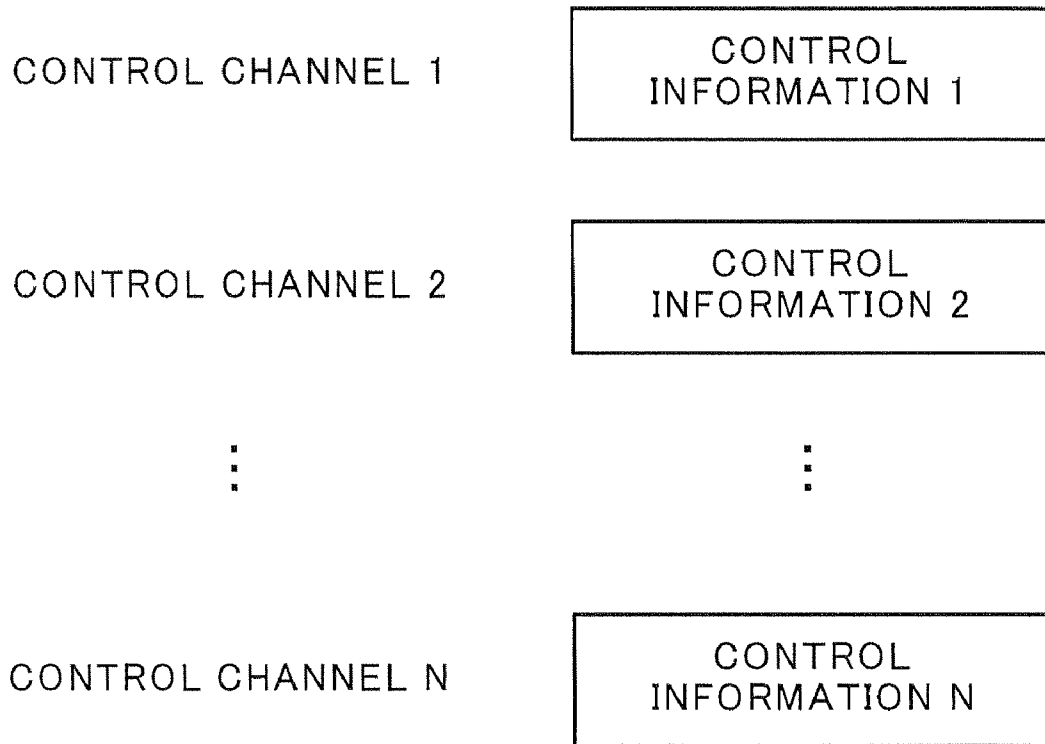 CONTROL CHANNEL 1
CONTROL
INFORMATION 1
CONTROL CHANNEL 2
CONTROL
INFORMATION 2
CONTROL CHANNEL N
CONTROL
INFORMATION N